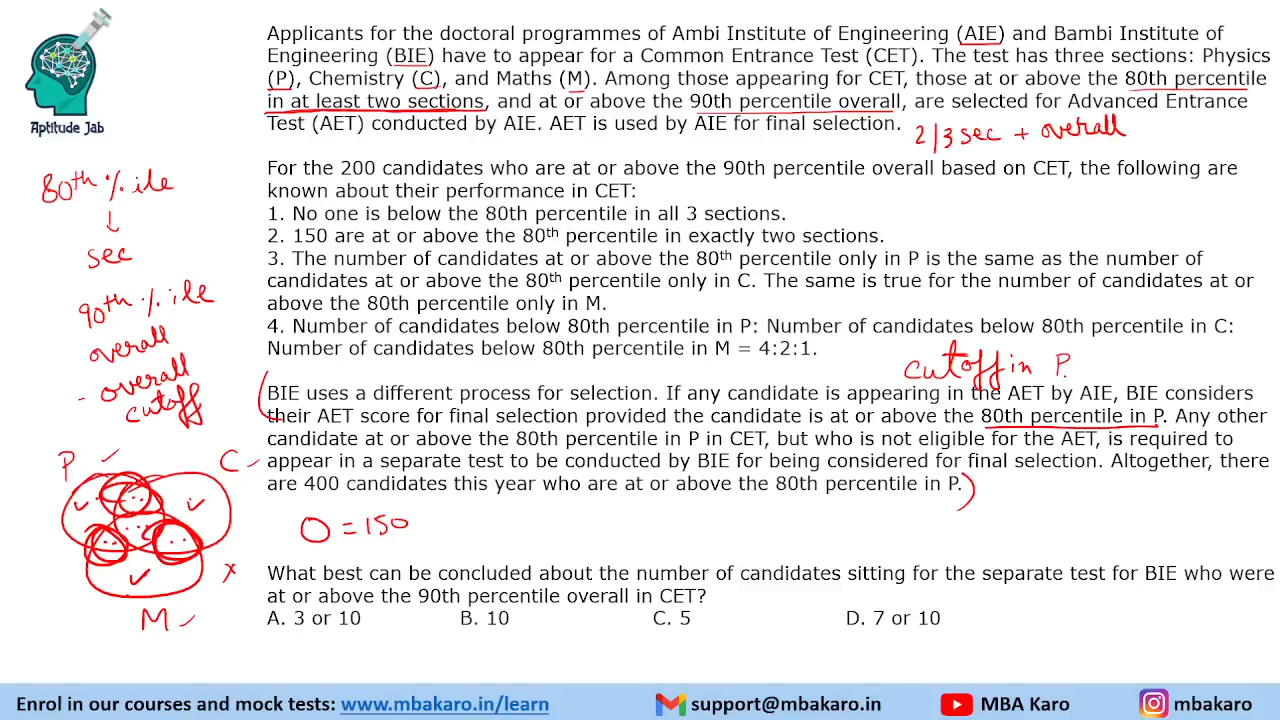 Applicants for the doctoral programmes of Ambi Institute of Engineering (AIE) and Bambi Institute of
Engineering (BIE) have to appear for a Common Entrance Test (CET). The test has three sections: Physics
(P), Chemistry (C), and Maths (M). Among those appearing for CET, those at or above the 80th percentile
in at least two sections, and at or above the 90th percentile overall, are selected for Advanced Entrance
Test (AET) conducted by AIE. AET is used by AIE for final selection.
2/3 sec + overall
Aptitude Jab
For the 200 candidates who are at or above the 90th percentile overall based on CET, the following are
known about their performance in CET:
1. No one is below the 80th percentile in all 3 sections.
2. 150 are at or above the 80th percentile in exactly two sections.
3. The number of candidates at or above the 80th percentile only in P is the same as the number of
candidates at or above the 80th percentile only in C. The same is true for the number of candidates at or
above the 80th percentile only in M.
4. Number of candidates below 80th percentile in P: Number of candidates below 80th percentile in C:
Number of candidates below 80th percentile in M = 4:2:1.
80th %ile
↓
sec
90th %ile
overall
- overall
cutoff
cutoff in P.
BIE uses a different process for selection. If any candidate is appearing in the AET by AIE, BIE considers
their AET score for final selection provided the candidate is at or above the 80th percentile in P. Any other
candidate at or above the 80th percentile in P in CET, but who is not eligible for the AET, is required to
appear in a separate test to be conducted by BIE for being considered for final selection. Altogether, there
are 400 candidates this year who are at or above the 80th percentile in P.
P C
M
O = 150
What best can be concluded about the number of candidates sitting for the separate test for BIE who were
at or above the 90th percentile overall in CET?
A. 3 or 10 B. 10 C. 5 D. 7 or 10
Enrol in our courses and mock tests: www.mbakaro.in/learn support@mbakaro.in MBA Karo mbakaro